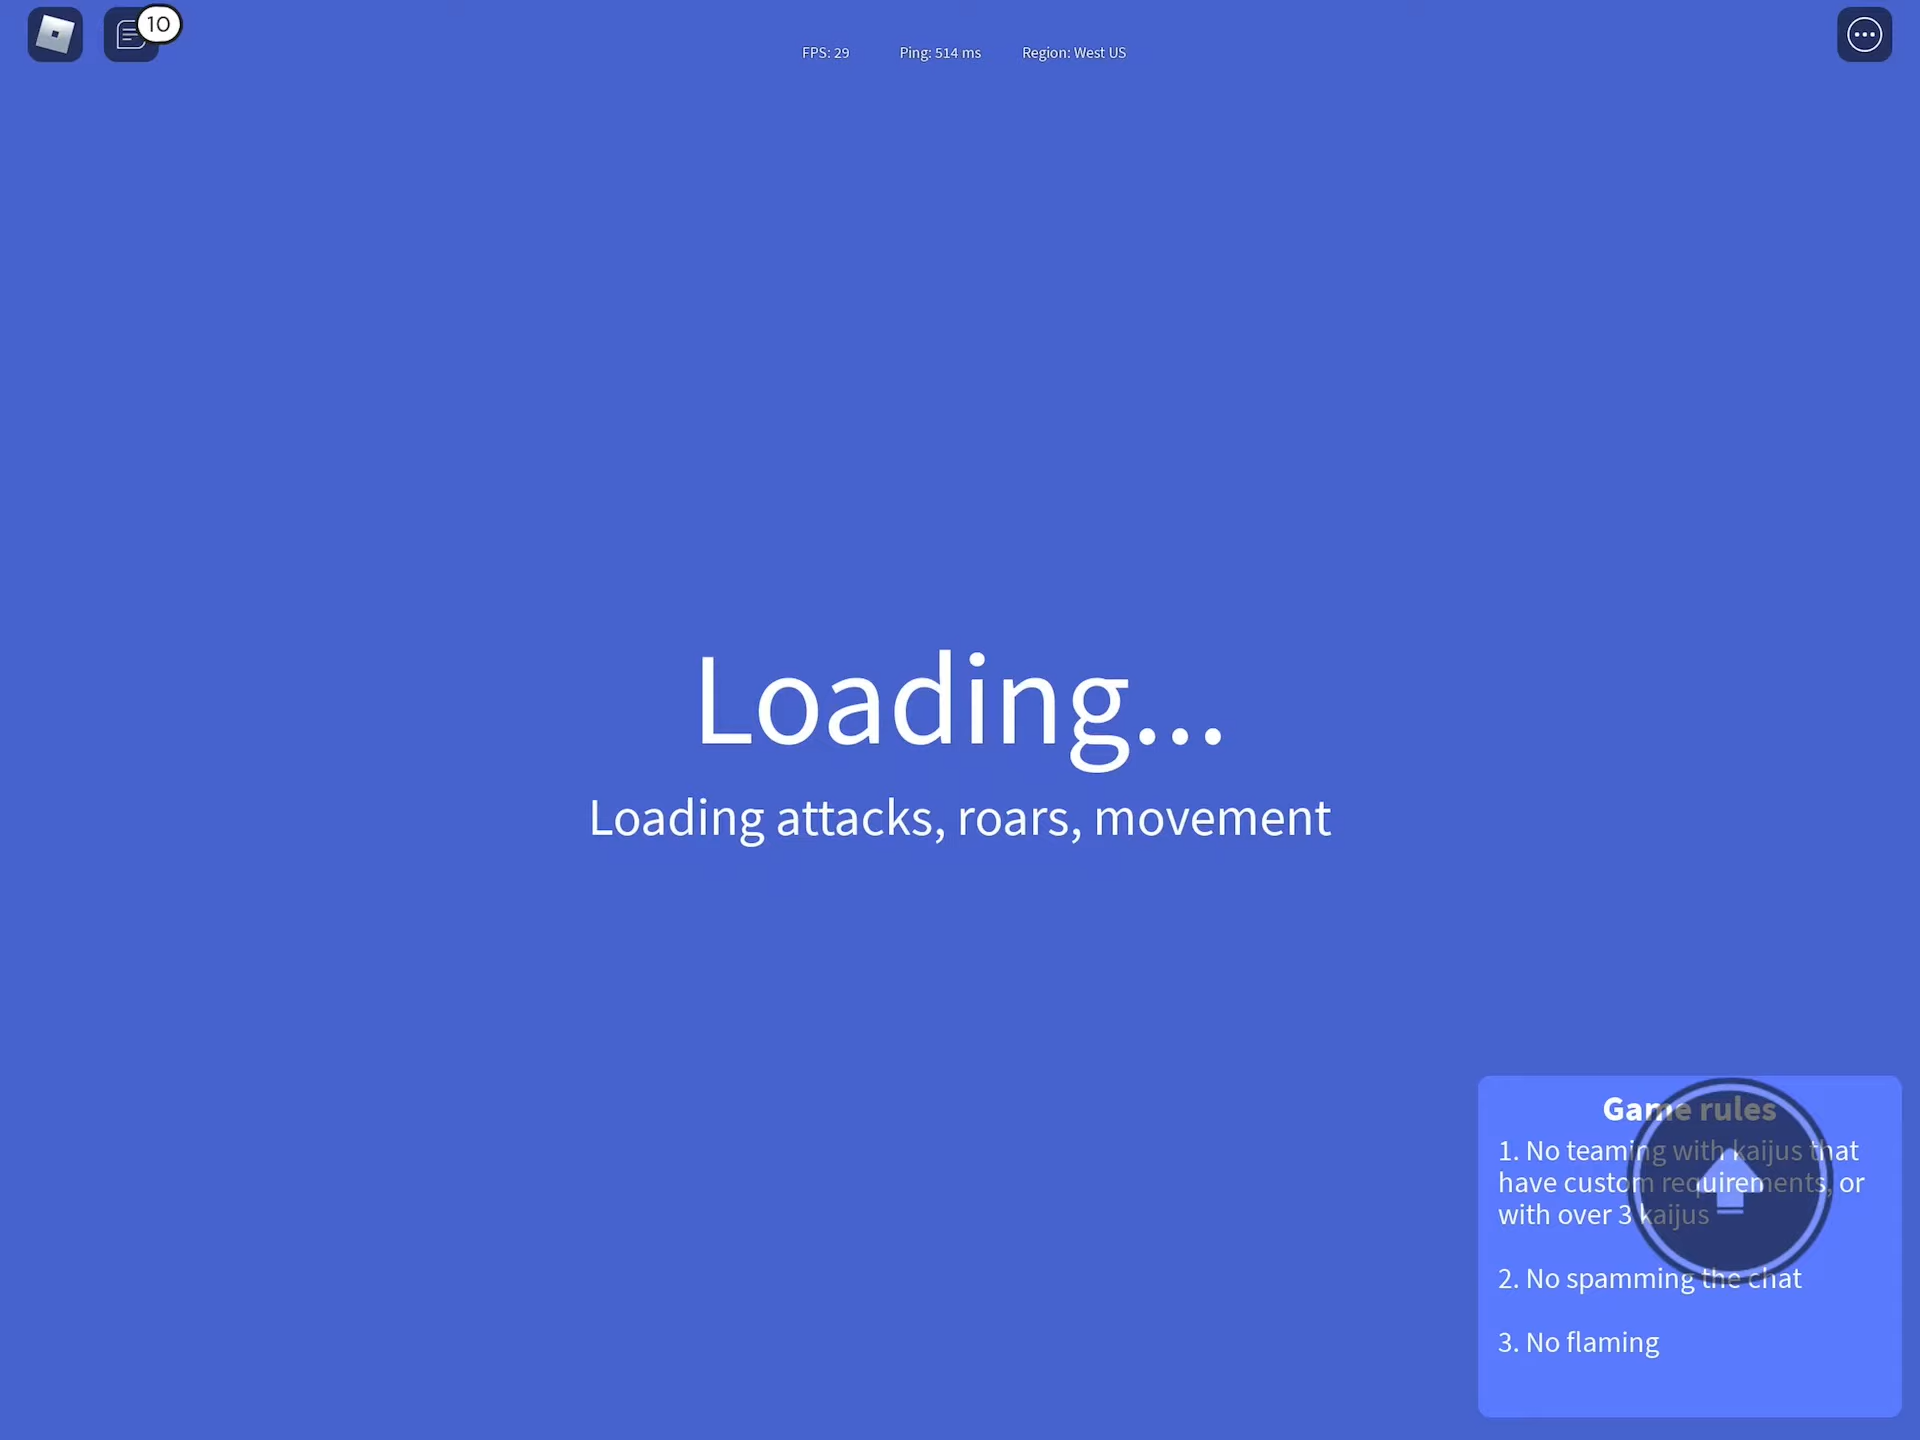 10
FPS: 29 Ping: 514 ms Region: West US
Loading...
Loading attacks, roars, movement
Game rules
1. No teaming with kaijus that
have custom requirements, or
with over 3 kaijus
2. No spamming the chat
3. No flaming